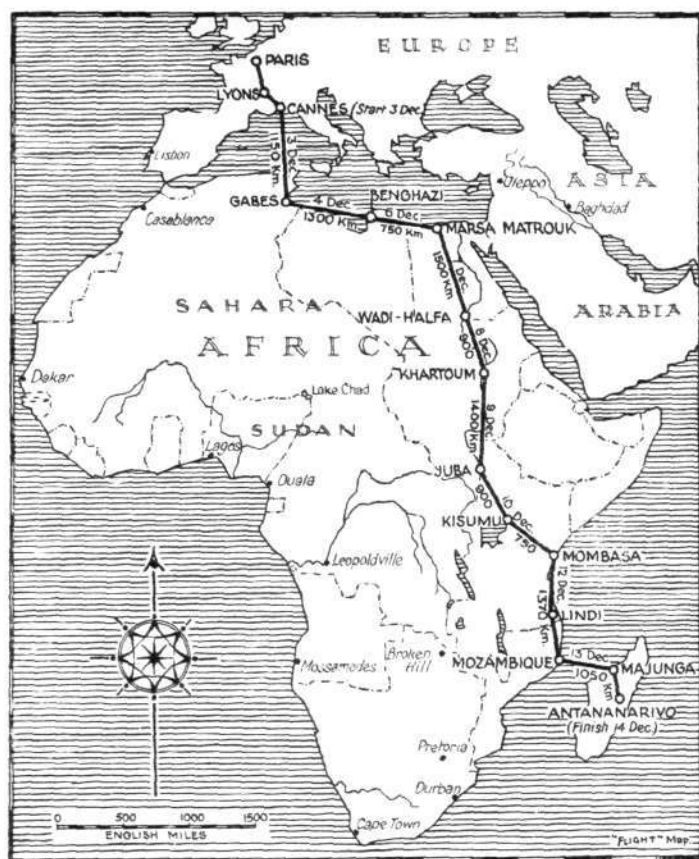 EUROPE
PARIS
LYONS
CANNES (Start 3 Dec.)
Lisbon
3 Dec.
1150 Km.
Aleppo
ASIA
Baghdad
GABES
4 Dec.
1300 Km
BENGHAZI
6 Dec.
750 Km
MARSA MATROUK
Casablanca
Dec.
1500 Km
SAHARA
WADI-HALFA
ARABIA
AFRICA
8 Dec.
900
KHARTOUM
Dakar
Lake Chad
9 Dec.
1400 Km
SUDAN
Lagos
JUBA
Duala
800
10 Dec.
KISUMU
750
MOMBASA
Leopoldville
12 Dec.
1370 Km.
LINDI
Broken
Hill
MOZAMBIQUE
13 Dec
1050 Km
MAJUNGA
Mossamedes
ANTANANARIVO
(Finish 14 Dec.)
Pretoria
Durban
Cape Town
0 500 1000 1500
ENGLISH MILES
"FLIGHT" Map